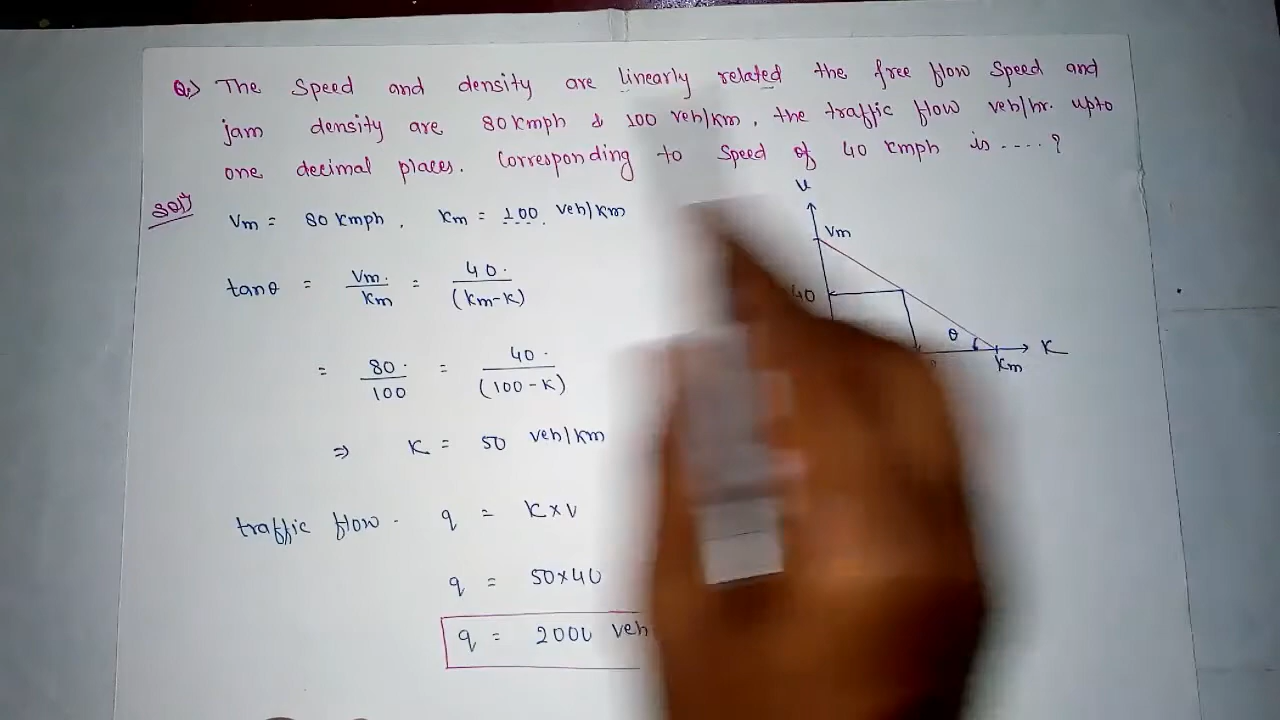 Q.) The Speed and density are linearly related the free flow Speed and
jam density are 80 kmph & 100 veh/km, the traffic flow veh/hr. upto
one decimal places. Corresponding to Speed of 40 kmph is ....?
Sol)
Vm = 80 kmph, Km = 100 veh/km
tanθ = Vm/Km = 40/(Km-K)
= 80/100 = 40/(100-K)
⇒ K = 50 veh/km
traffic flow - q = K×V
q = 50×40
q = 2000 veh
V
Vm
40
θ
K
Km